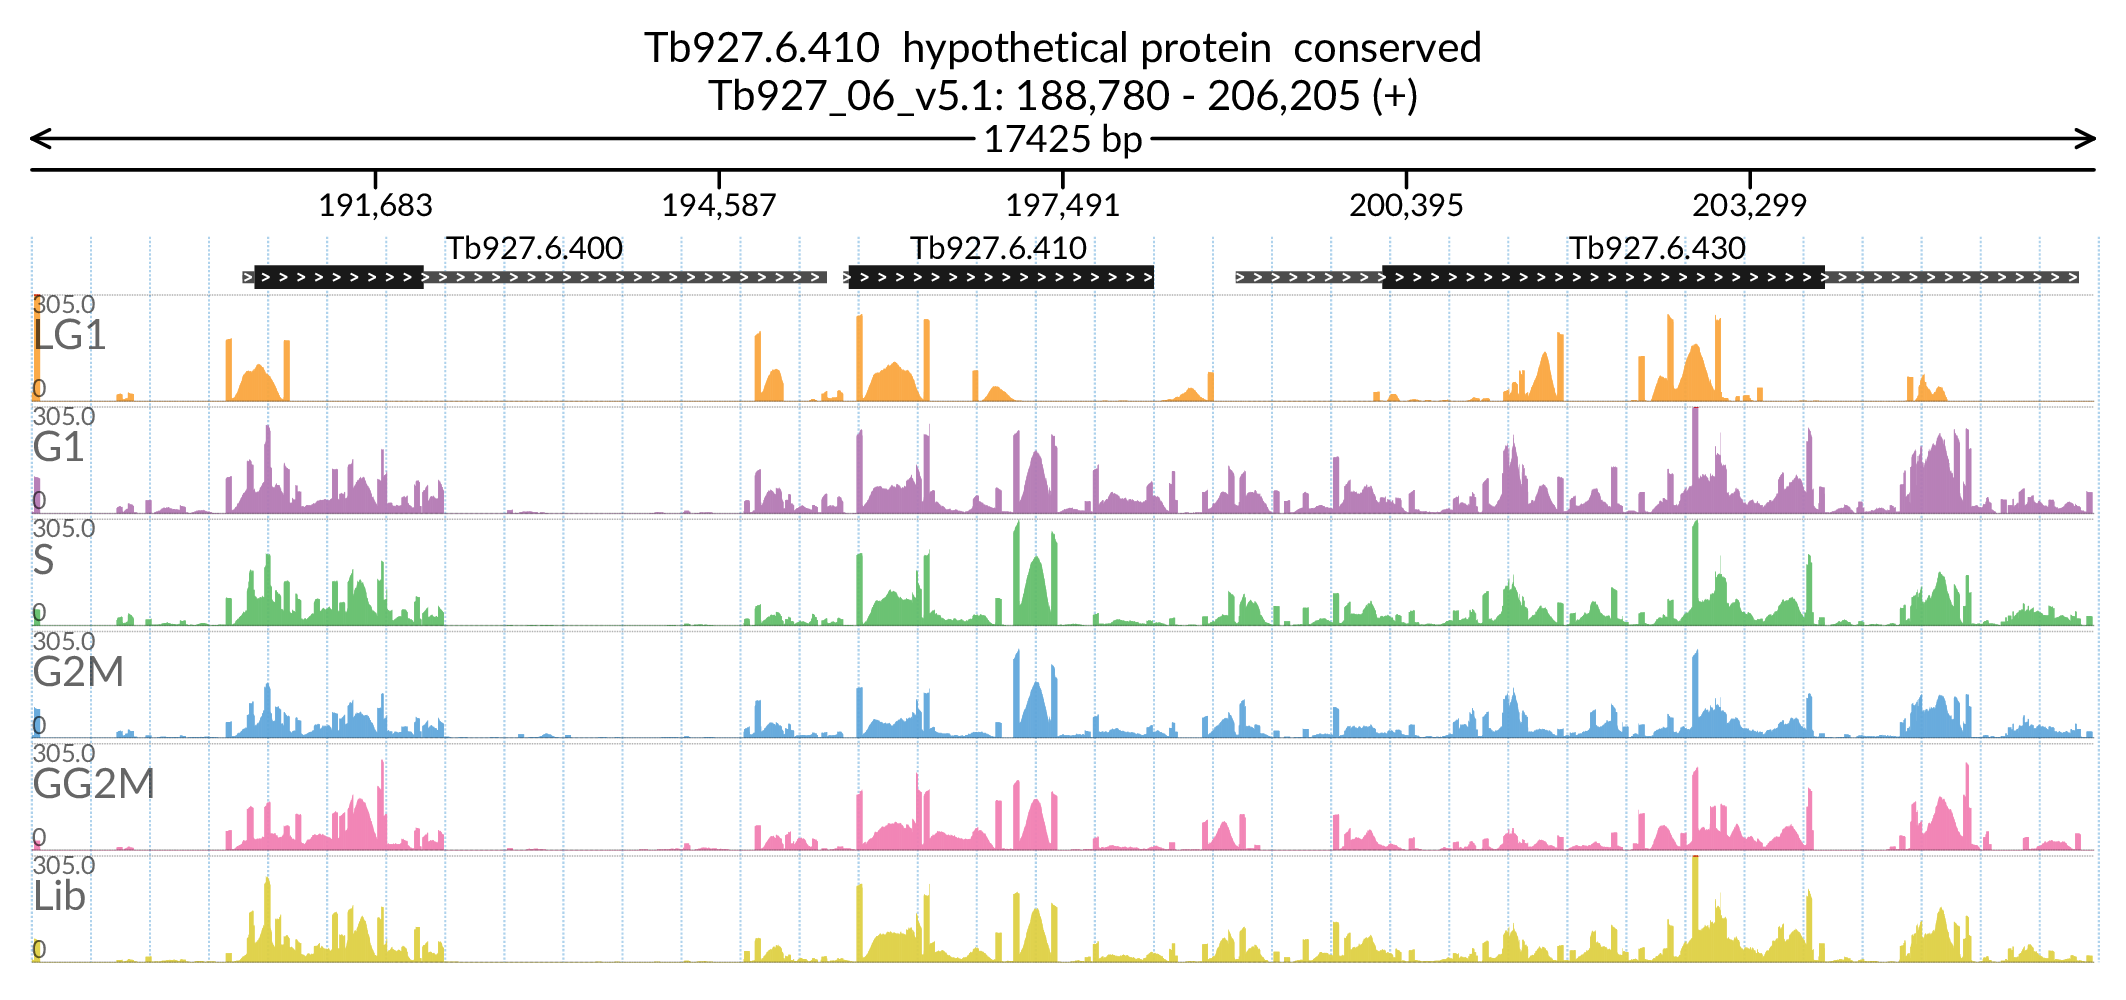 Tb927.6.410  hypothetical protein  conserved
Tb927_06_v5.1: 188,780 - 206,205 (+)
17425 bp
191,683 194,587 197,491 200,395 203,299
Tb927.6.400 Tb927.6.410 Tb927.6.430
305.0
LG1
0
305.0
G1
0
305.0
S
0
305.0
G2M
0
305.0
GG2M
0
305.0
Lib
0